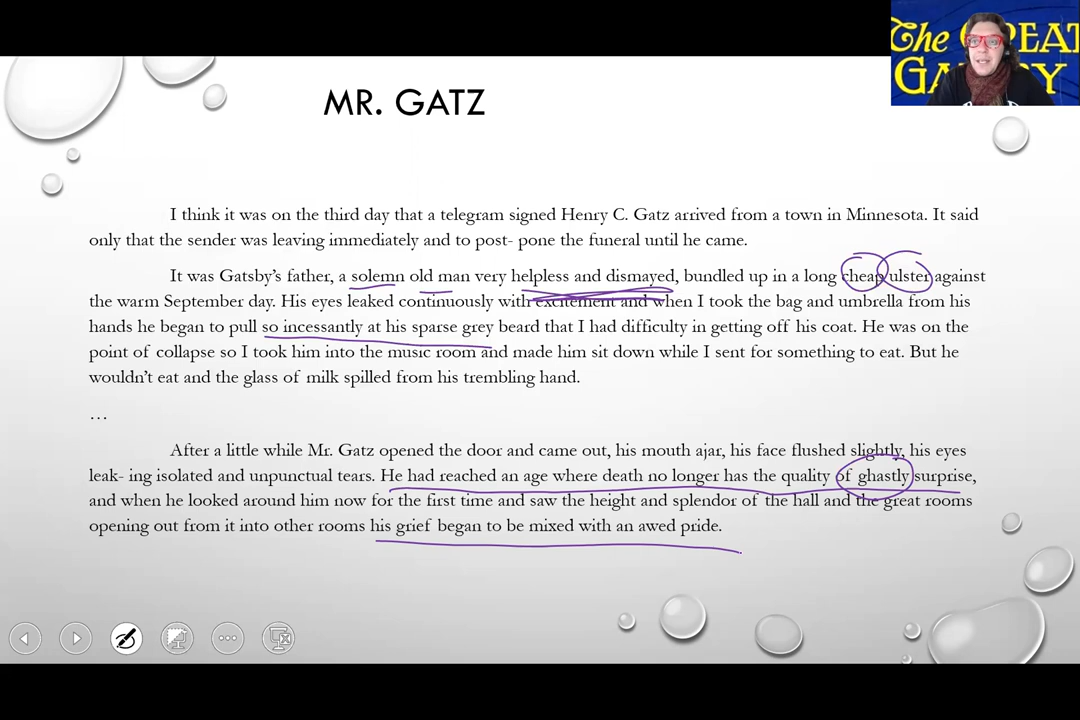 The GREAT
GATSBY
MR. GATZ
I think it was on the third day that a telegram signed Henry C. Gatz arrived from a town in Minnesota. It said
only that the sender was leaving immediately and to post- pone the funeral until he came.
It was Gatsby’s father, a solemn old man very helpless and dismayed, bundled up in a long cheap ulster against
the warm September day. His eyes leaked continuously with excitement and when I took the bag and umbrella from his
hands he began to pull so incessantly at his sparse grey beard that I had difficulty in getting off his coat. He was on the
point of collapse so I took him into the music room and made him sit down while I sent for something to eat. But he
wouldn’t eat and the glass of milk spilled from his trembling hand.
…
After a little while Mr. Gatz opened the door and came out, his mouth ajar, his face flushed slightly, his eyes
leak- ing isolated and unpunctual tears. He had reached an age where death no longer has the quality of ghastly surprise,
and when he looked around him now for the first time and saw the height and splendor of the hall and the great rooms
opening out from it into other rooms his grief began to be mixed with an awed pride.